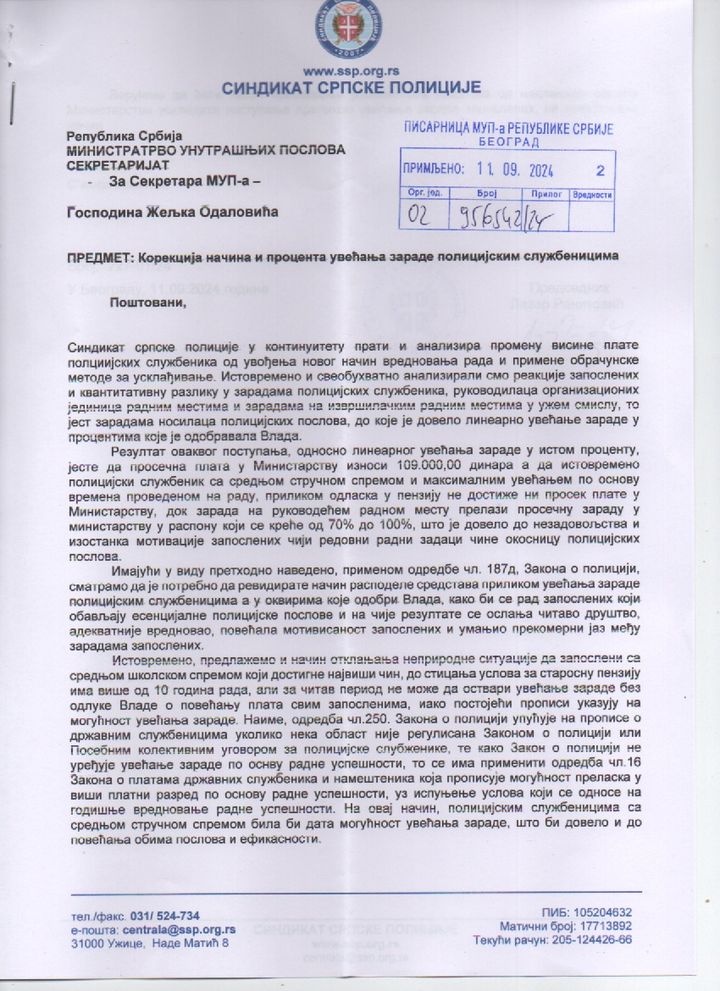 СИНДИКАТ СРПСКЕ ПОЛИЦИЈЕ
2007
www.ssp.org.rs
СИНДИКАТ СРПСКЕ ПОЛИЦИЈЕ
Република Србија
МИНИСТРАТРВО УНУТРАШЊИХ ПОСЛОВА
СЕКРЕТАРИЈАТ
- За Секретара МУП-а –
Господина Жељка Одаловића
ПИСАРНИЦА МУП-а РЕПУБЛИКЕ СРБИЈЕ
БЕОГРАД
ПРИМЉЕНО: 11. 09. 2024 2
Орг. јед. Број Прилог Вредности
02 956542/24
ПРЕДМЕТ: Корекција начина и процента увећања зараде полицијским службеницима
Поштовани,
Синдикат српске полиције у континуитету прати и анализира промену висине плате
полциијских службеника од увођења новог начин вредновања рада и примене обрачунске
методе за усклађивање. Истовремено и свеобухватно анализирали смо реакције запослених
и квантитативну разлику у зарадама полицијских службеника, руководилаца организационих
јединица радним местима и зарадама на извршилачким радним местима у ужем смислу, то
јест зарадама носилаца полицијских послова, до које је довело линеарно увећање зараде у
процентима које је одобравала Влада.
Резултат оваквог поступања, односно линеарног увећања зараде у истом проценту,
јесте да просечна плата у Министарству износи 109.000,00 динара а да истовремено
полицијски службеник са средњом стручном спремом и максималним увећањем по основу
времена проведеном на раду, приликом одласка у пензију не достиже ни просек плате у
Министарству, док зарада на руководећем радном месту прелази просечну зараду у
министарству у распону који се креће од 70% до 100%, што је довело до незадовољства и
изостанка мотивације запослених чији редовни радни задаци чине окосницу полицијских
послова.
Имајући у виду претходно наведено, применом одредбе чл. 187д, Закона о полицији,
сматрамо да је потребно да ревидирате начин расподеле средстава приликом увећања зараде
полицијским службеницима а у оквирима које одобри Влада, како би се рад запослених који
обављају есенцијалне полицијске послове и на чије резултате се ослања читаво друштво,
адекватније вредновао, повећала мотивисаност запослених и умањио прекомерни јаз међу
зарадама запослених.
Истовремено, предлажемо и начин отклањања неприродне ситуације да запослени са
средњом школском спремом који достигне највиши чин, до стицања услова за старосну пензију
има више од 10 година рада, али за читав период не може да оствари увећање зараде без
одлуке Владе о повећању плата свим запосленима, иако постојећи прописи указују на
могућност увећања зараде. Наиме, одредба чл.250. Закона о полицији упућује на прописе о
државним службеницима уколико нека област није регулисана Законом о полицији или
Посебним колективним уговором за полицијске слубженике, те како Закон о полицији не
уређује увећање зараде по оснву радне успешности, то се има применити одредба чл.16
Закона о платама државних службеника и намештеника која прописује могућност преласка у
виши платни разред по основу радне успешности, уз испуњење услова који се односе на
годишње вредновање радне успешности. На овај начин, полицијским службеницима са
средњом стручном спремом била би дата могућност увећања зараде, што би довело и до
повећања обима послова и ефикасности.
тел./факс. 031/ 524-734
е-пошта: centrala@ssp.org.rs
31000 Ужице, Наде Матић 8
ПИБ: 105204632
Матични број: 17713892
Текући рачун: 205-124426-66